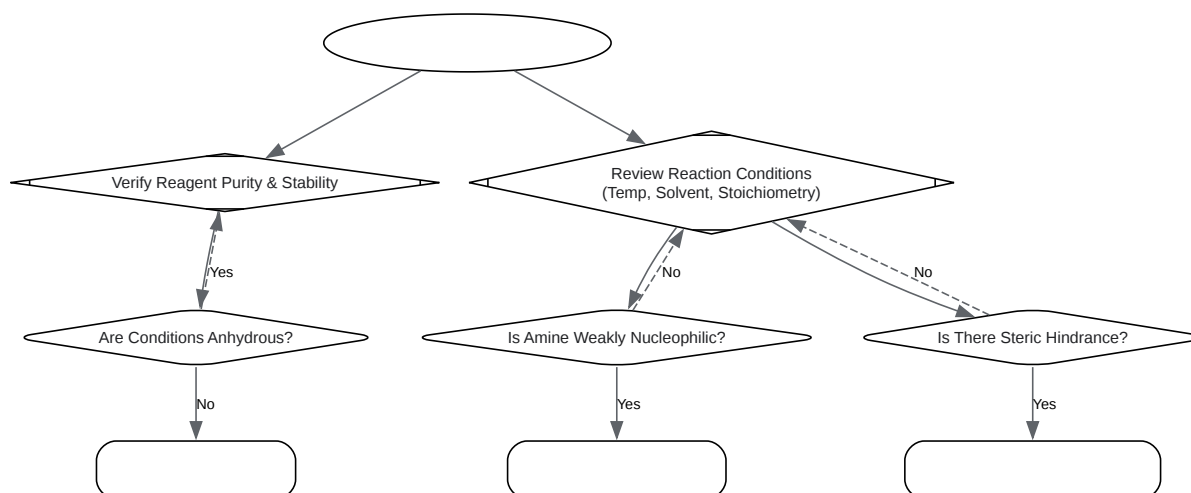 Verify Reagent Purity & Stability
Review Reaction Conditions
(Temp, Solvent, Stoichiometry)
Yes
No
No
Are Conditions Anhydrous?
Is Amine Weakly Nucleophilic?
Is There Steric Hindrance?
No
Yes
Yes